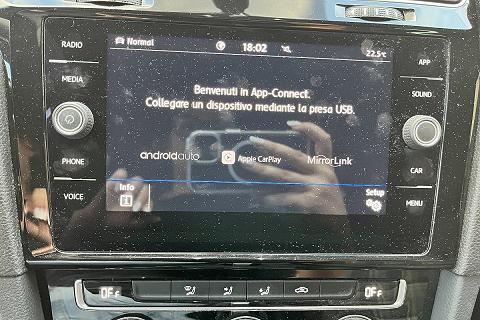 RADIO
MEDIA
PHONE
VOICE
Normal
18:02
22.5°C
Benvenuti in App-Connect.
Collegare un dispositivo mediante la presa USB.
androidauto
Apple CarPlay
MirrorLink
Info
Setup
APP
SOUND
CAR
MENU
OFF
OFF